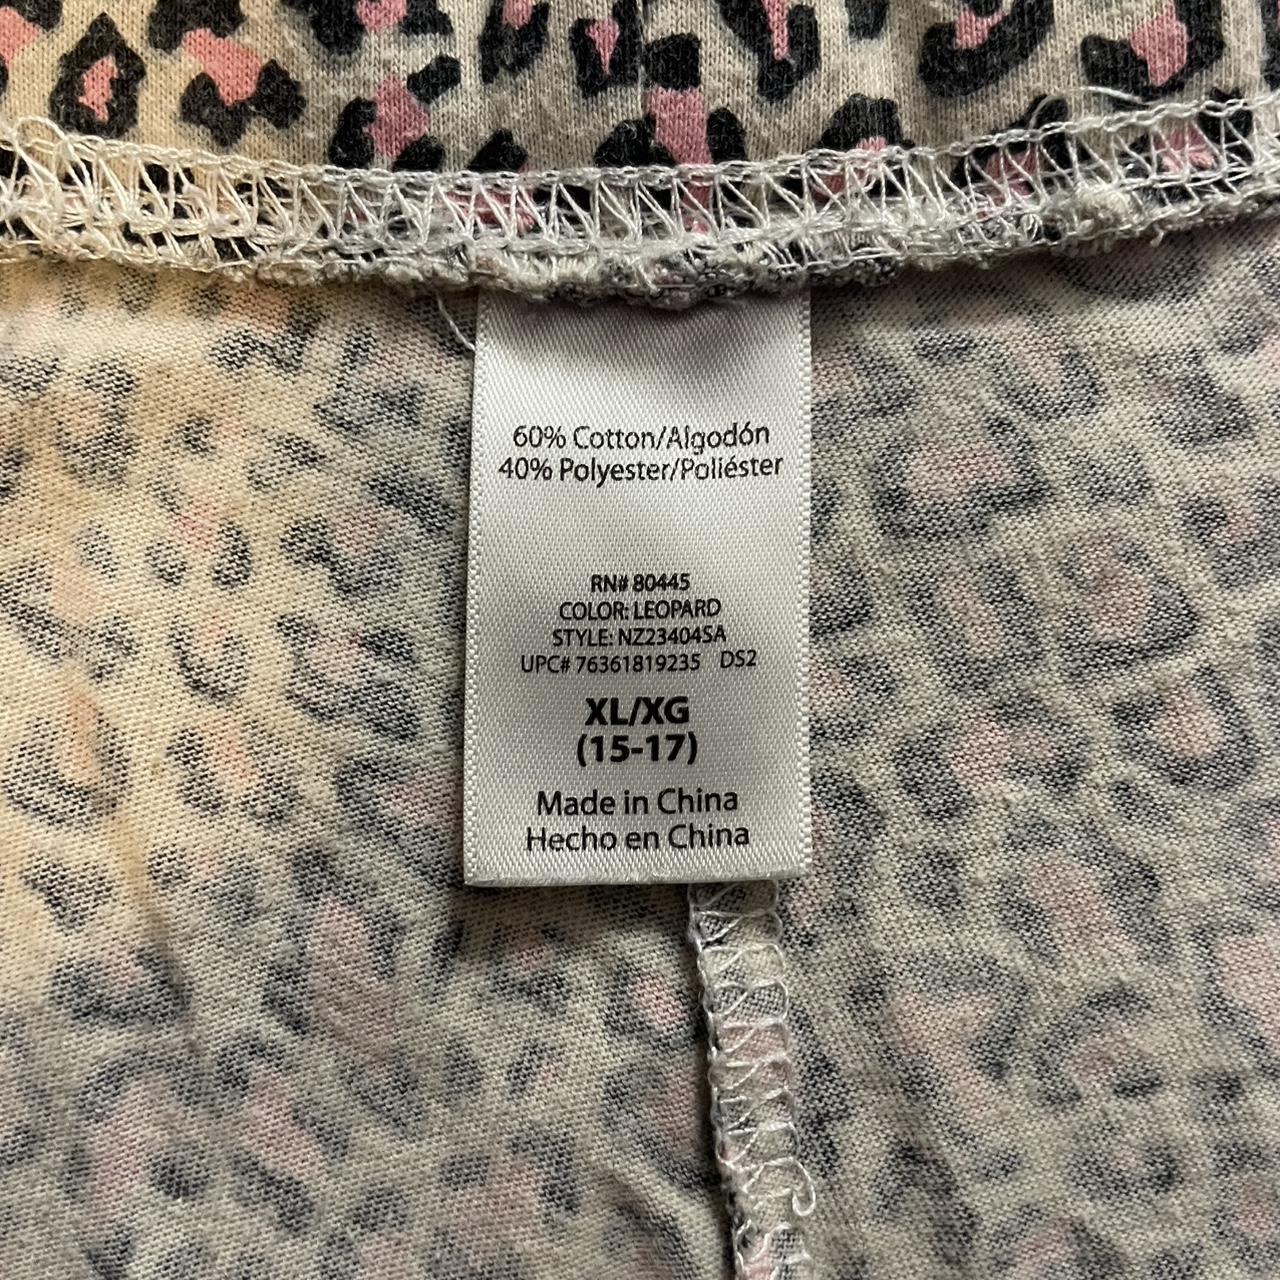 60% Cotton/Algodón
40% Polyester/Poliéster
RN# 80445
COLOR: LEOPARD
STYLE: NZ23404SA
UPC# 76361819235 DS2
XL/XG
(15-17)
Made in China
Hecho en China